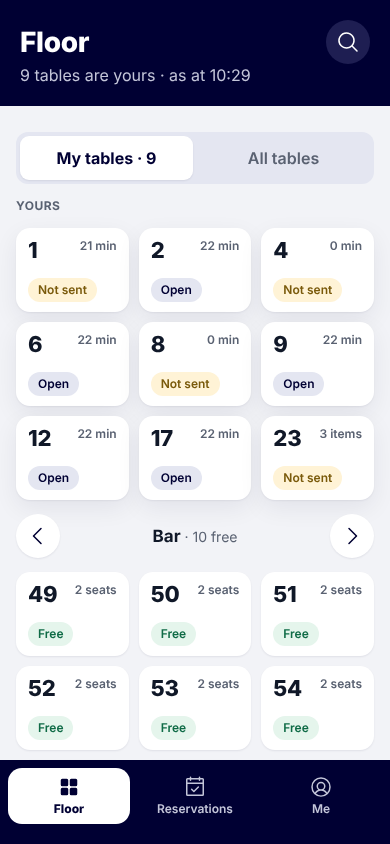 Floor
9 tables are yours · as at 10:29
My tables · 9
All tables
YOURS
1
21 min
Not sent
2
22 min
Open
4
0 min
Not sent
6
22 min
Open
8
0 min
Not sent
9
22 min
Open
12
22 min
Open
17
22 min
Open
23
3 items
Not sent
Bar · 10 free
49
2 seats
Free
50
2 seats
Free
51
2 seats
Free
52
2 seats
Free
53
2 seats
Free
54
2 seats
Free
Floor
Reservations
Me